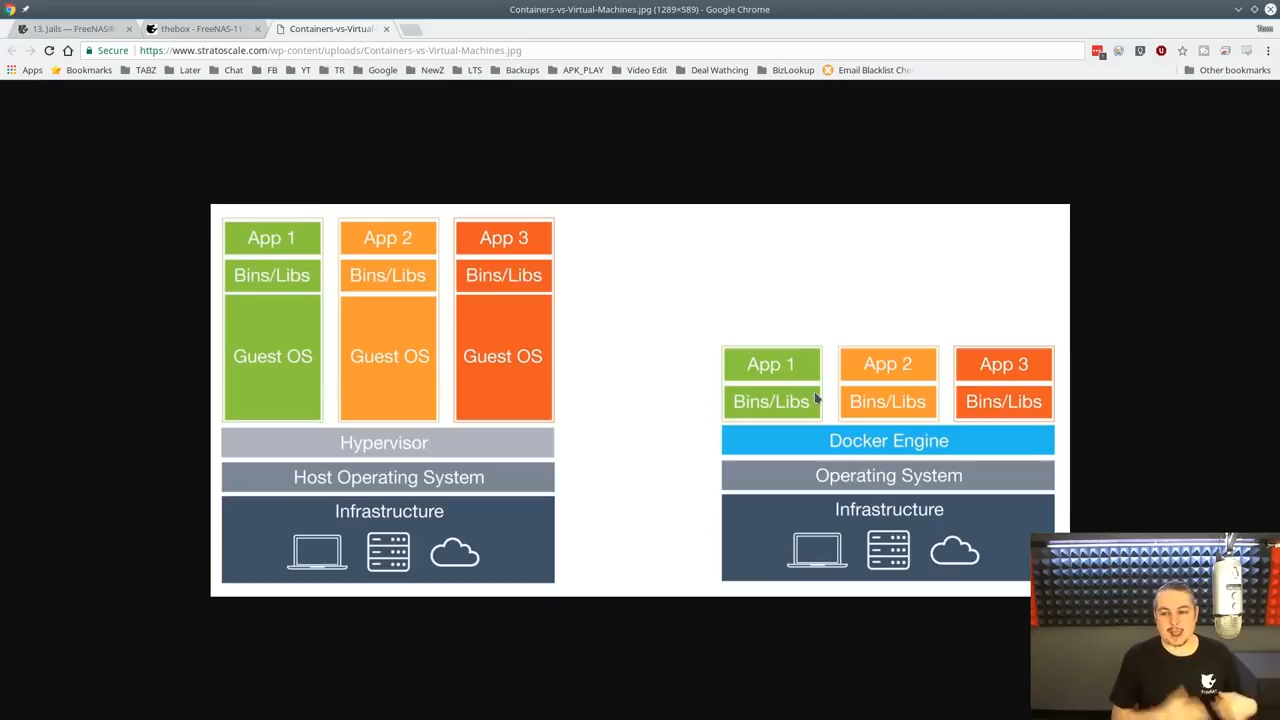 Containers-vs-Virtual-Machines.jpg (1289×589) - Google Chrome
13. Jails — FreeNAS®
thebox - FreeNAS-11
Containers-vs-Virtual-
Tom
Secure
https://www.stratoscale.com/wp-content/uploads/Containers-vs-Virtual-Machines.jpg
Apps Bookmarks TABZ Later Chat FB YT TR Google NewZ LTS Backups APK_PLAY Video Edit Deal Wathcing BizLookup Email Blacklist Che Other bookmarks
App 1 App 2 App 3
Bins/Libs Bins/Libs Bins/Libs
Guest OS Guest OS Guest OS
Hypervisor
Host Operating System
Infrastructure
App 1 App 2 App 3
Bins/Libs Bins/Libs Bins/Libs
Docker Engine
Operating System
Infrastructure
FreeNAS